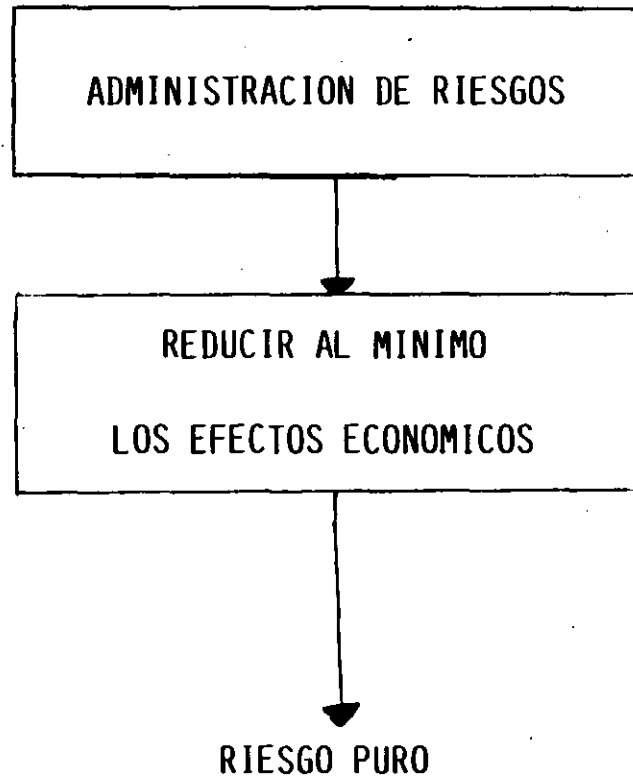 ADMINISTRACION DE RIESGOS
REDUCIR AL MINIMO
LOS EFECTOS ECONOMICOS
RIESGO PURO